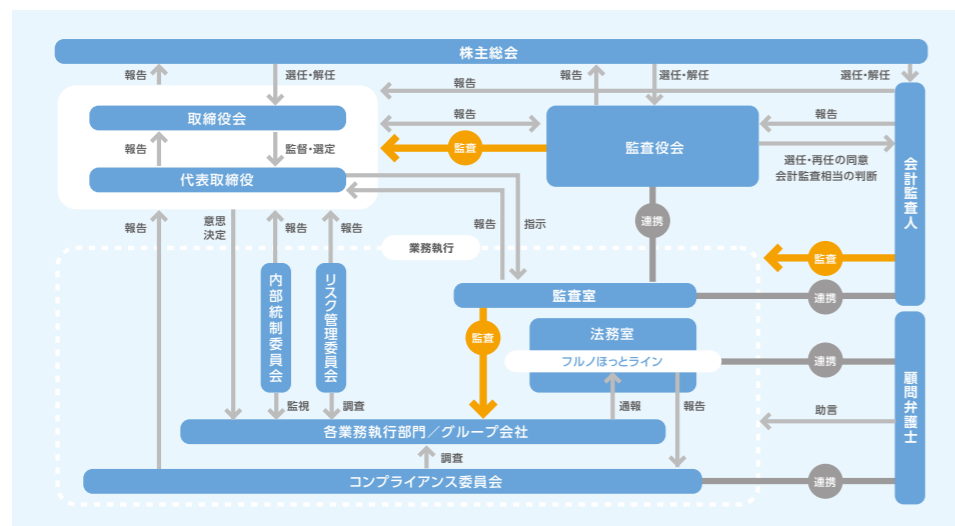 株主総会
報告
選任・解任
報告
選任・解任
選任・解任
報告
取締役会
報告
報告
監査役会
報告
監督・選定
監査
代表取締役
選任・再任の同意
会計監査相当の判断
会計監査人
報告
意思
決定
報告
報告
報告
指示
連携
業務執行
監査
内部統制委員会
リスク管理委員会
監査室
連携
監査
法務室
フルノほっとライン
連携
顧問弁護士
監視
調査
通報
報告
助言
各業務執行部門／グループ会社
調査
コンプライアンス委員会
連携